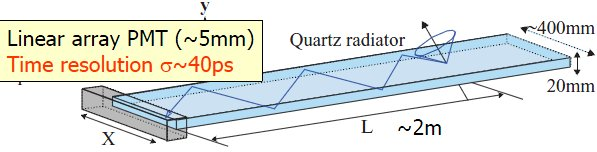 y
Linear array PMT (~5mm)
Time resolution σ~40ps
Quartz radiator
~400mm
20mm
X
L ~2m